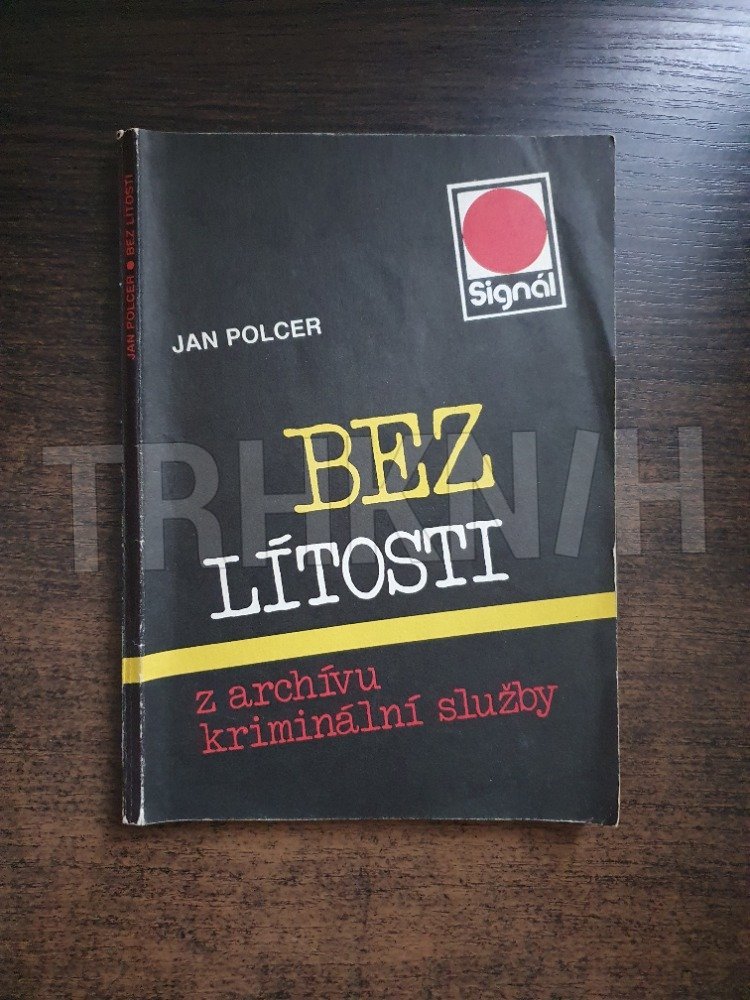 JAN POLCER ● BEZ LÍTOSTI
Signál
JAN POLCER
BEZ
LÍTOSTI
z archívu
kriminální služby
TRHKNIH